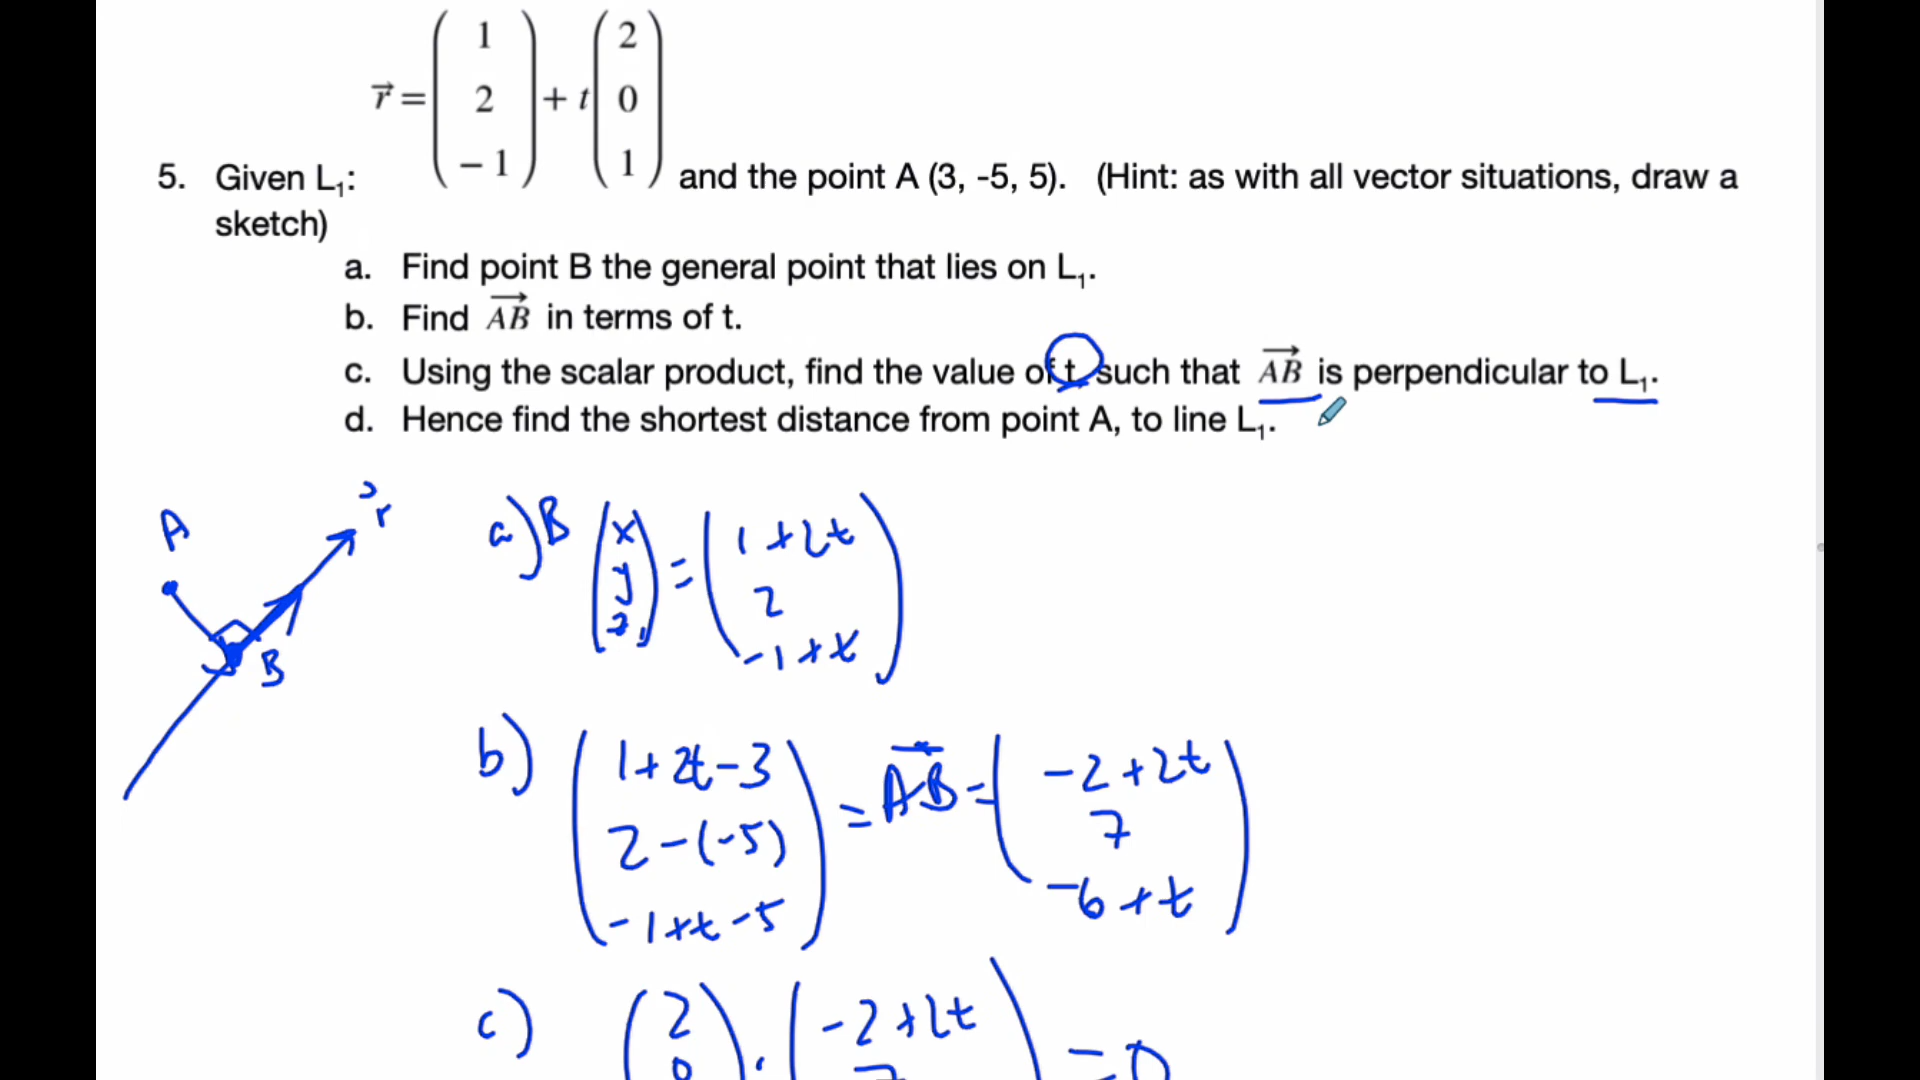 r⃗ = ( 1 2 −1 ) + t ( 2 0 1 )
5. Given L₁: and the point A (3, -5, 5). (Hint: as with all vector situations, draw a
sketch)
a. Find point B the general point that lies on L₁.
b. Find AB⃗ in terms of t.
c. Using the scalar product, find the value of t, such that AB⃗ is perpendicular to L₁.
d. Hence find the shortest distance from point A, to line L₁.
A
r
B
a) B ( x y z ) = ( 1+2t 2 -1+t )
b) ( 1+2t-3 2-(-5) -1+t-5 ) = AB⃗ = ( -2+2t 7 -6+t )
c) ( 2 0 · ( -2+2t 7 = 0